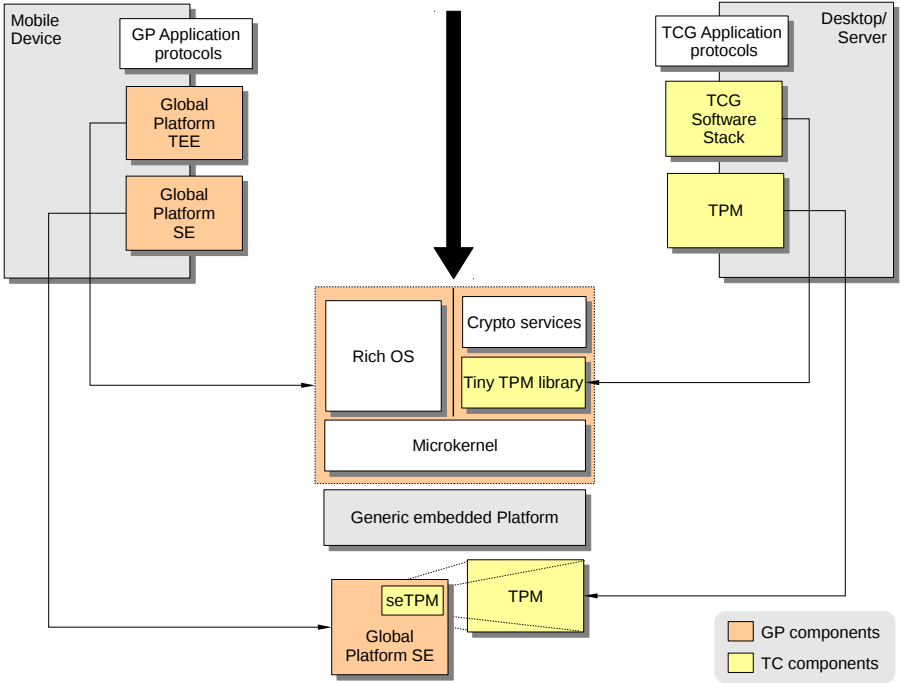 Mobile
Device
GP Application
protocols
Global
Platform
TEE
Global
Platform
SE
TCG Application
protocols
Desktop/
Server
TCG
Software
Stack
TPM
Rich OS
Crypto services
Tiny TPM library
Microkernel
Generic embedded Platform
seTPM
Global
Platform SE
TPM
GP components
TC components